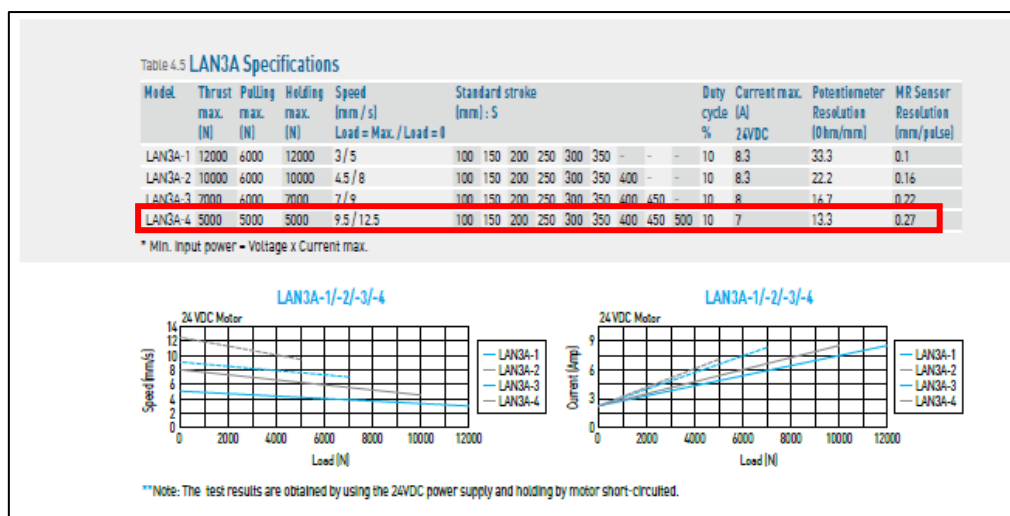 Table 4.5 LAN3A Specifications
Model Thrust Pulling Holding Speed Standard stroke Duty Current max. Potentiometer MR Sensor
max. max. max. (mm / s) (mm) : S cycle (A) Resolution Resolution
(N) (N) (N) Load = Max. / Load = 0 % 24VDC (Ohm/mm) (mm/pulse)
LAN3A-1 12000 6000 12000 3 / 5 100 150 200 250 300 350 - - - 10 8.3 33.3 0.1
LAN3A-2 10000 6000 10000 4.5 / 8 100 150 200 250 300 350 400 - - 10 8.3 22.2 0.16
LAN3A-3 7000 6000 7000 7 / 9 100 150 200 250 300 350 400 450 - 10 8 16.7 0.22
LAN3A-4 5000 5000 5000 9.5 / 12.5 100 150 200 250 300 350 400 450 500 10 7 13.3 0.27
* Min. Input power = Voltage x Current max.
LAN3A-1/-2/-3/-4
24 VDC Motor
14
12
10
8
6
4
2
0
Speed (mm/s)
0 2000 4000 6000 8000 10000 12000
Load (N)
LAN3A-1
LAN3A-2
LAN3A-3
LAN3A-4
LAN3A-1/-2/-3/-4
24 VDC Motor
9
6
3
0
Current (Amp)
0 2000 4000 6000 8000 10000 12000
Load (N)
LAN3A-1
LAN3A-2
LAN3A-3
LAN3A-4
**Note: The test results are obtained by using the 24VDC power supply and holding by motor short-circuited.